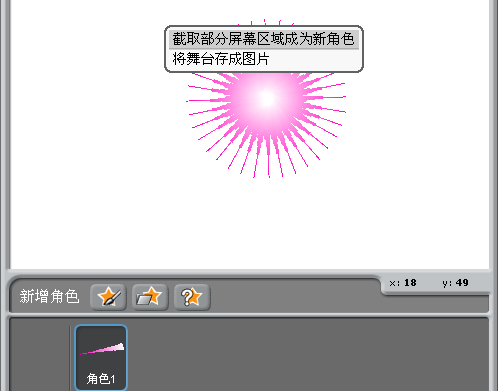 截取部分屏幕区域成为新角色
将舞台存成图片
x: 18 y: 49
新增角色
角色1